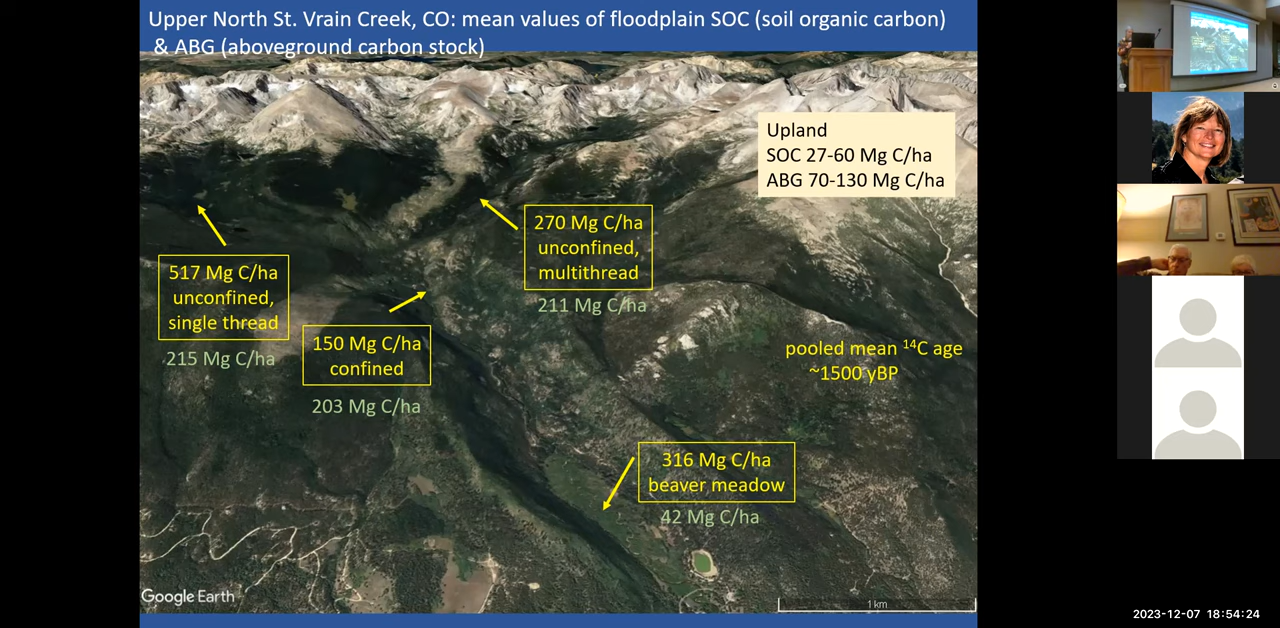 Upper North St. Vrain Creek, CO: mean values of floodplain SOC (soil organic carbon)
& ABG (aboveground carbon stock)
Upland
SOC 27-60 Mg C/ha
ABG 70-130 Mg C/ha
270 Mg C/ha
unconfined,
multithread
211 Mg C/ha
517 Mg C/ha
unconfined,
single thread
215 Mg C/ha
150 Mg C/ha
confined
203 Mg C/ha
pooled mean ¹⁴C age
~1500 yBP
316 Mg C/ha
beaver meadow
42 Mg C/ha
Google Earth
1 km
2023-12-07 18:54:24